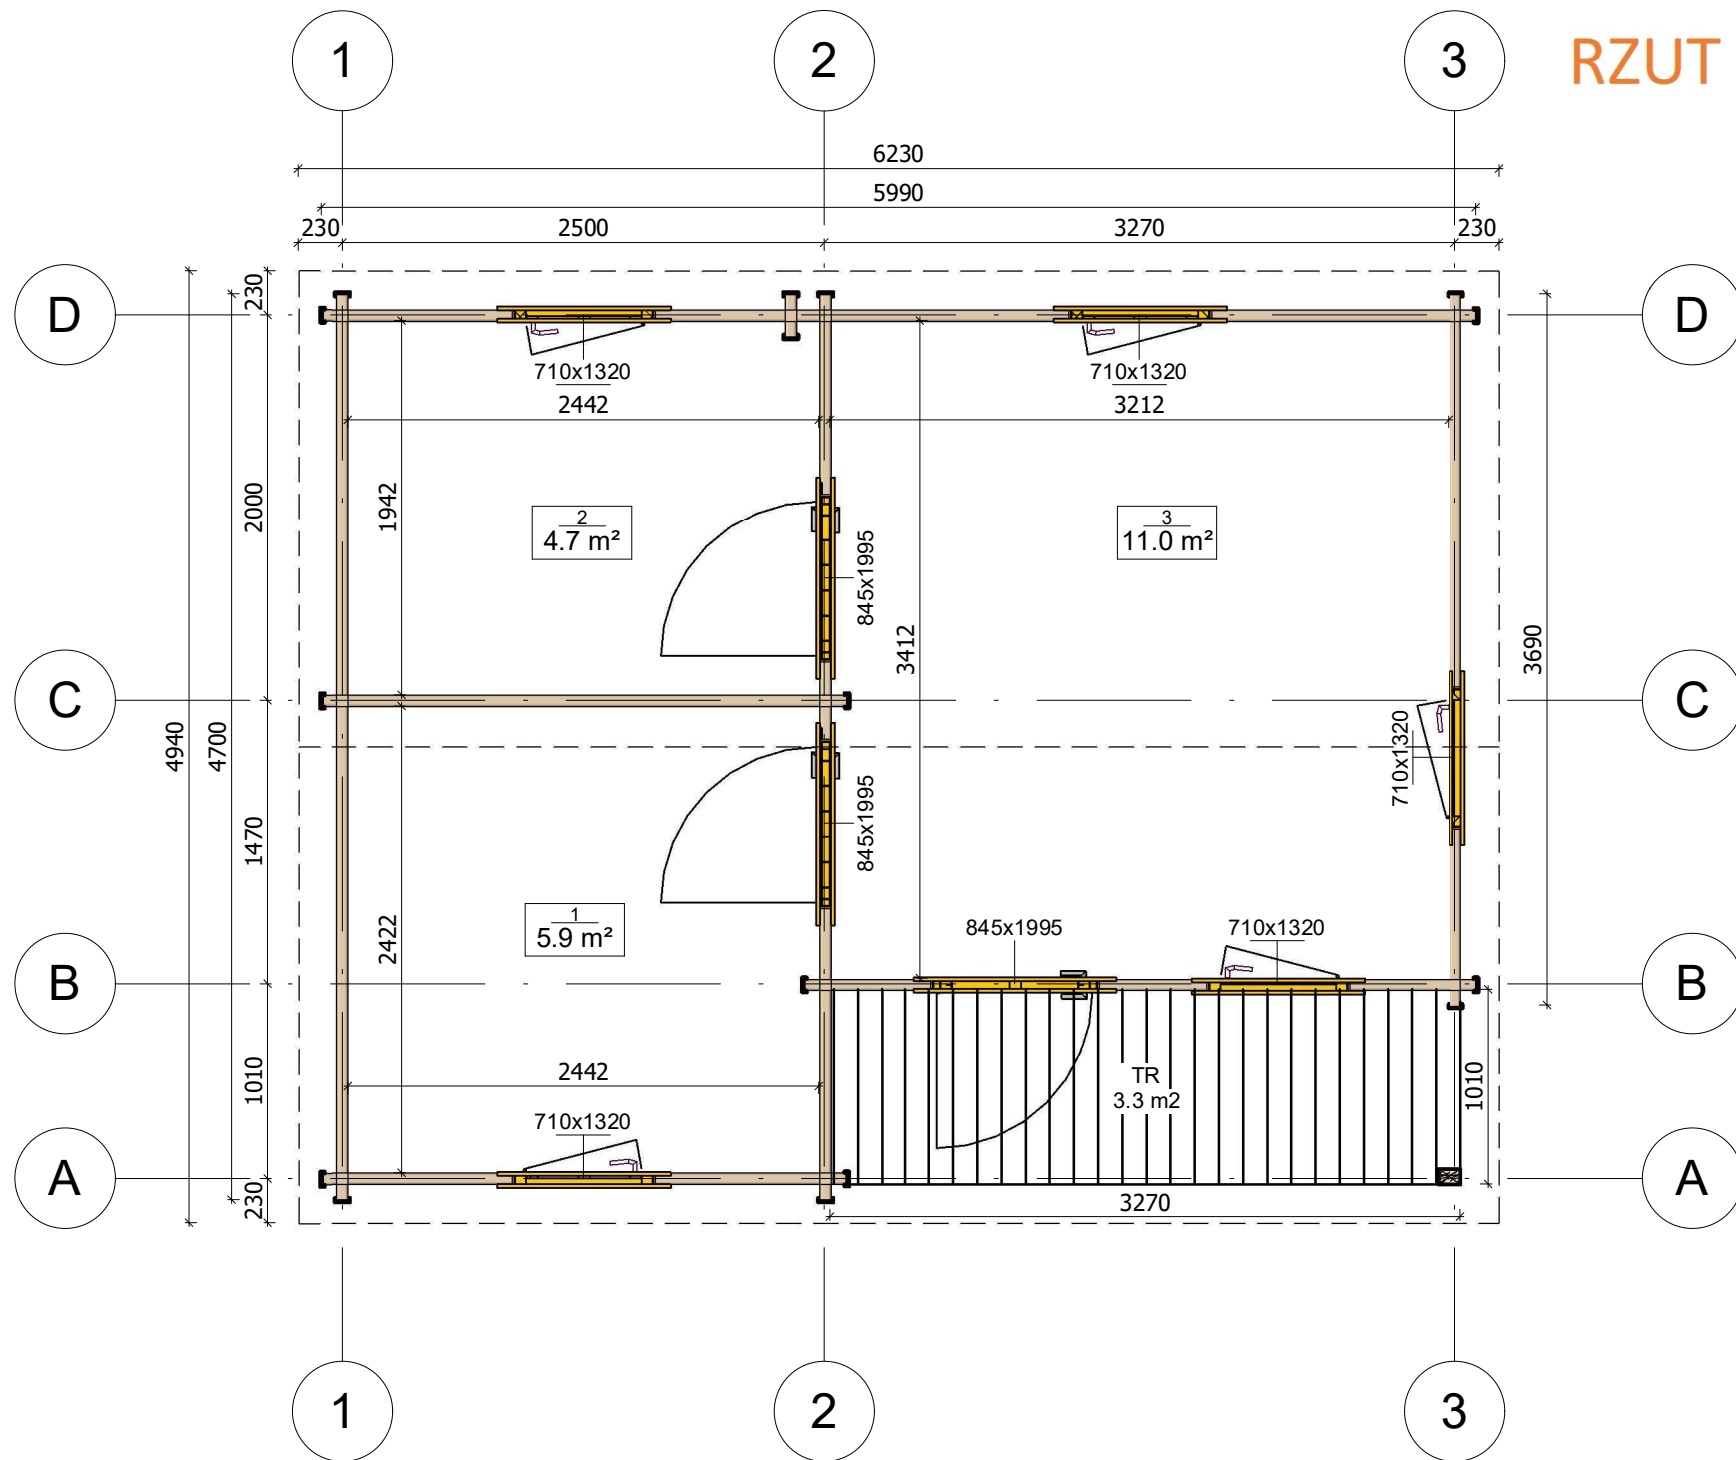 1
2
3
RZUT
6230
5990
230
2500
3270
230
D
D
230
710x1320
710x1320
2442
3212
2000
1942
2
4.7 m²
3
11.0 m²
845x1995
3412
3690
C
C
4940
4700
710x1320
1470
845x1995
2422
1
5.9 m²
845x1995
710x1320
B
B
1010
2442
TR
3.3 m2
1010
710x1320
A
A
230
3270
1
2
3